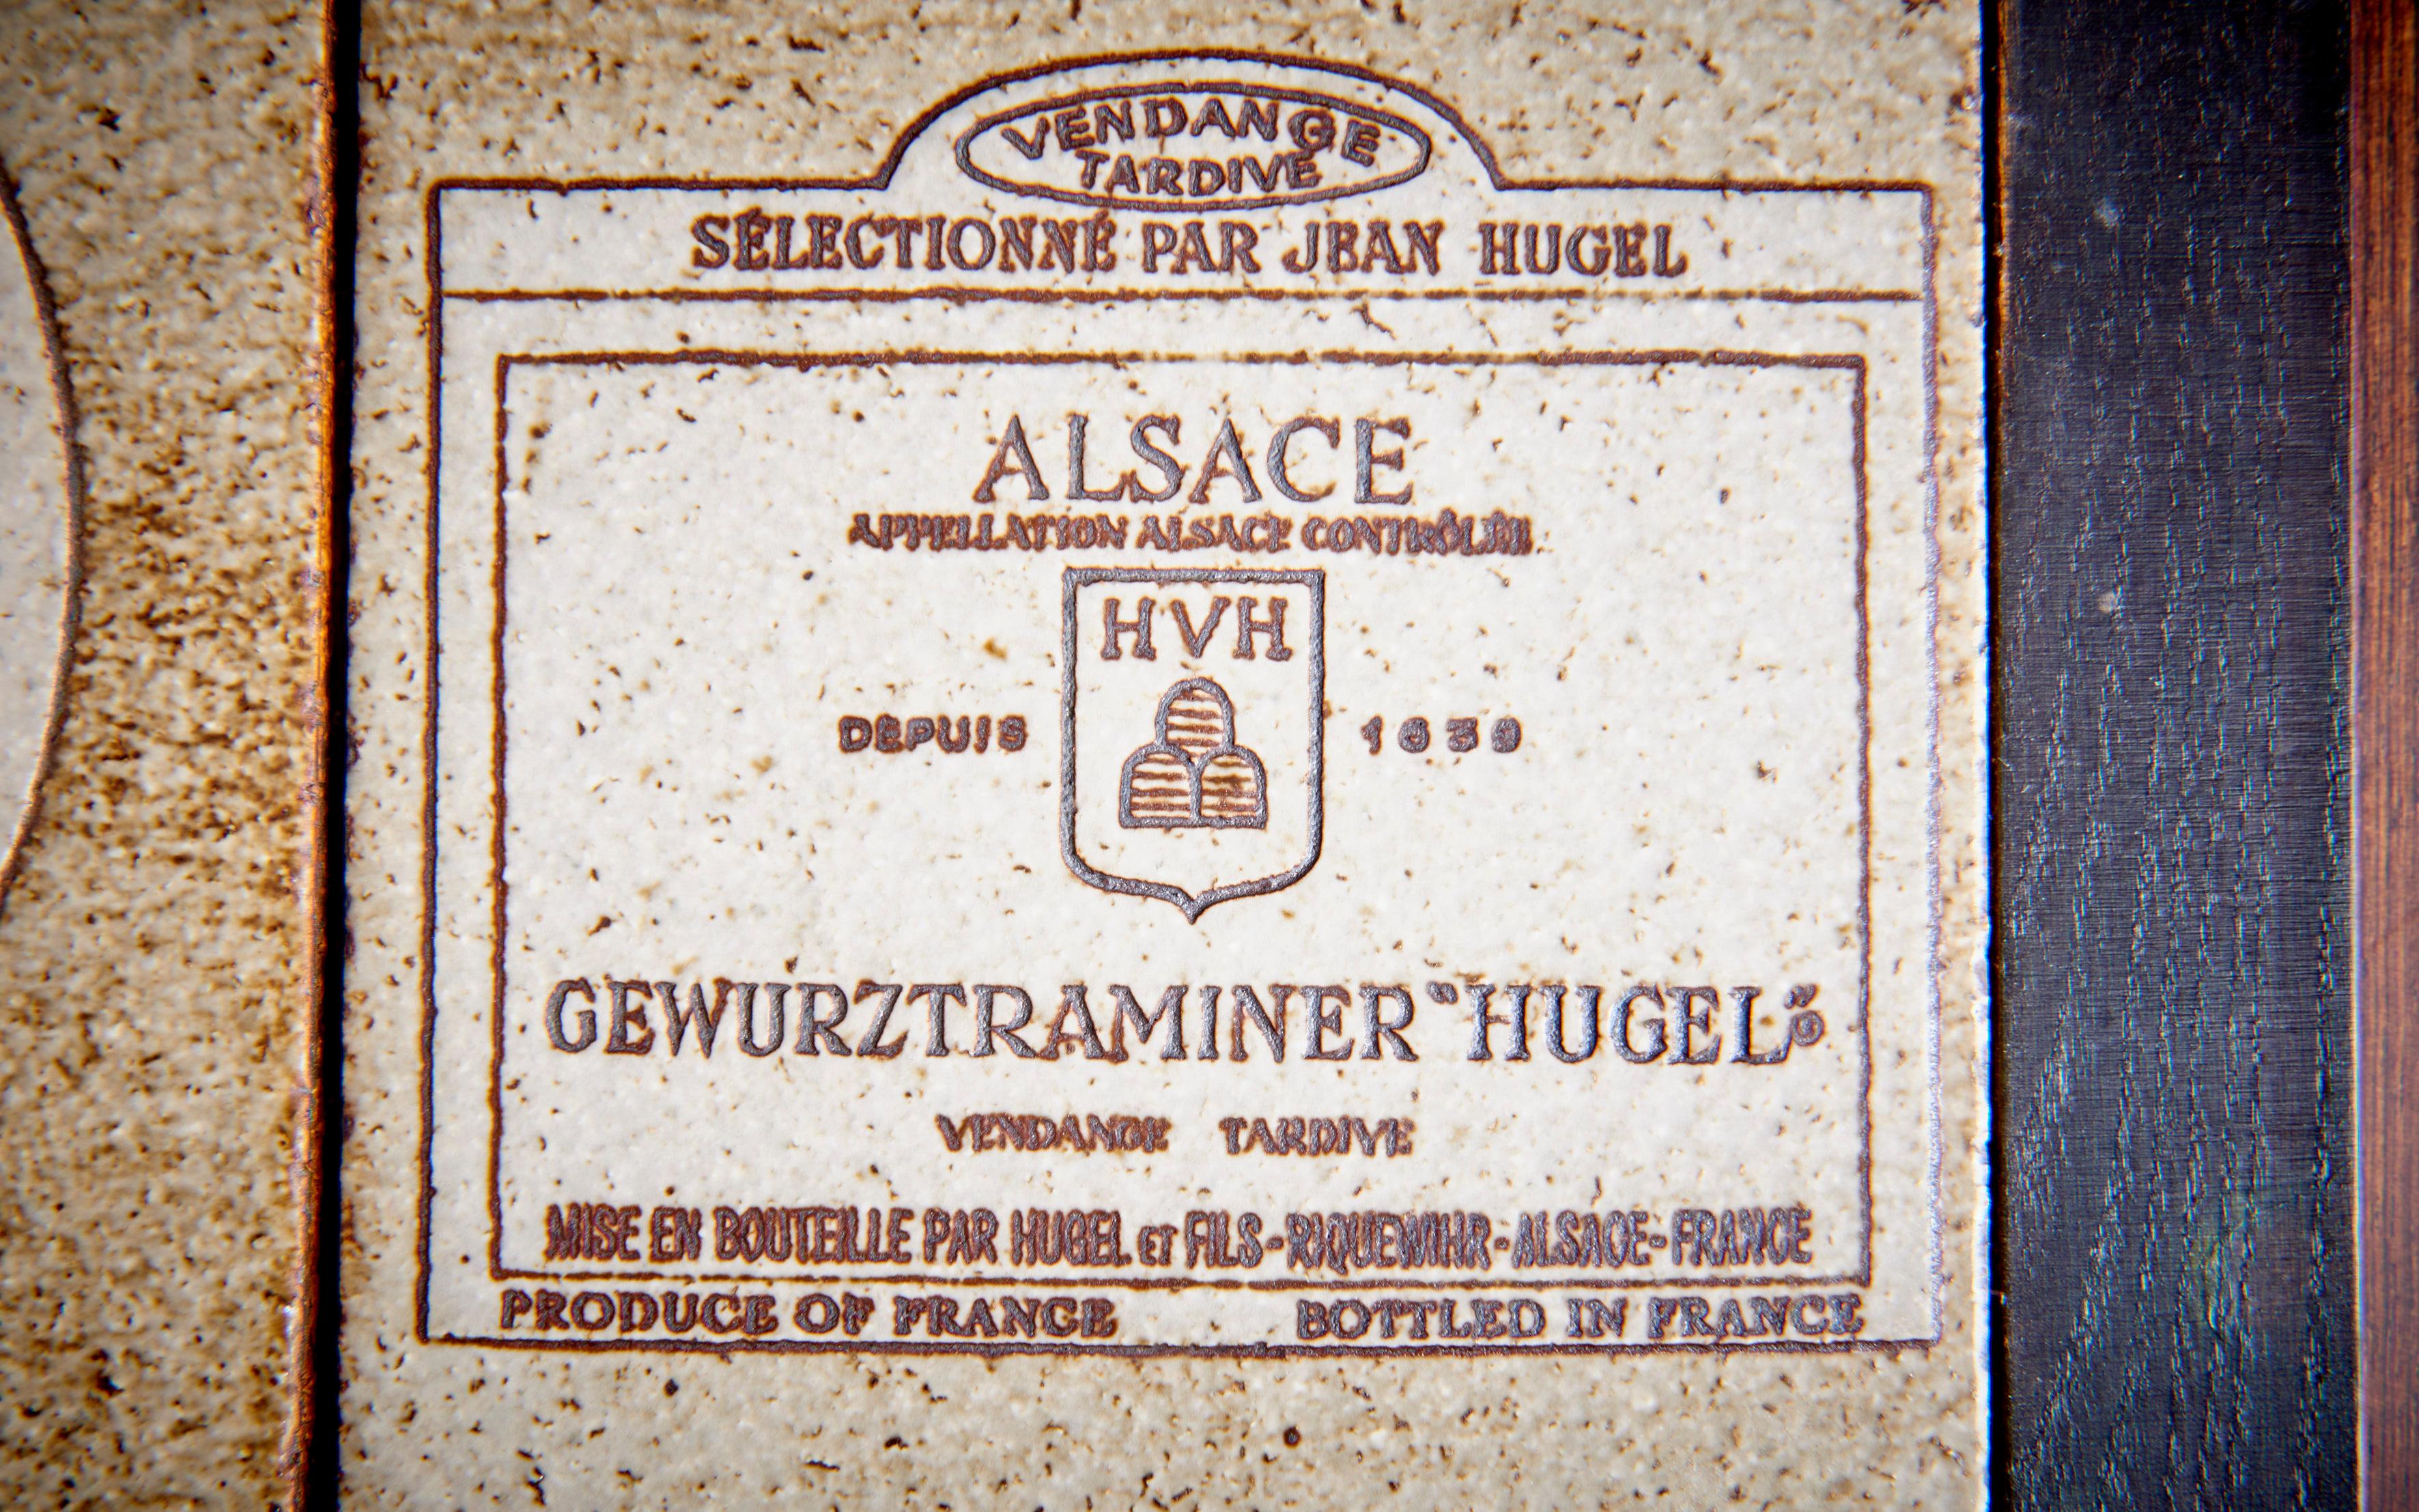 VENDANGE
TARDIVE
SÉLECTIONNÉ PAR JEAN HUGEL
ALSACE
APPELLATION ALSACE CONTRÔLÉE
HVH
DEPUIS 1639
GEWURZTRAMINER "HUGEL"®
VENDANGE TARDIVE
MISE EN BOUTEILLE PAR HUGEL ET FILS-RIQUEWIHR-ALSACE-FRANCE
PRODUCE OF FRANCE BOTTLED IN FRANCE